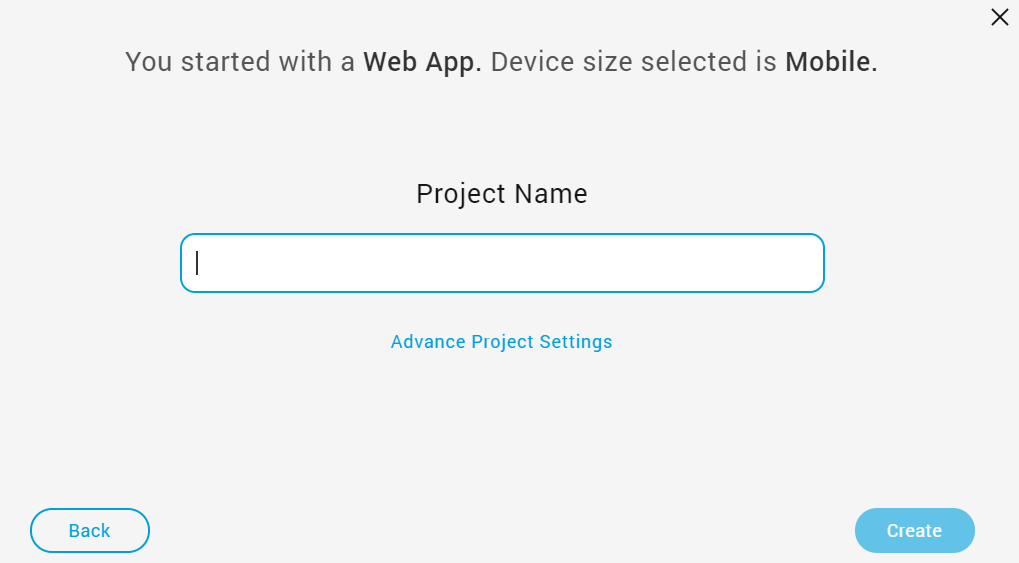 You started with a Web App. Device size selected is Mobile.
Project Name
Advance Project Settings
Back
Create